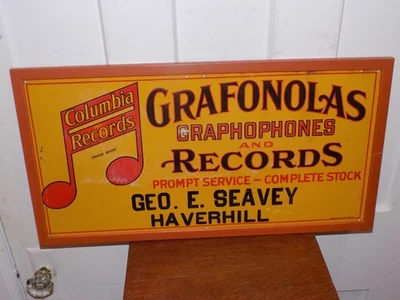 Columbia
Records
TRADE MARK
GRAFONOLAS
GRAPHOPHONES
AND
RECORDS
PROMPT SERVICE – COMPLETE STOCK
GEO. E. SEAVEY
HAVERHILL